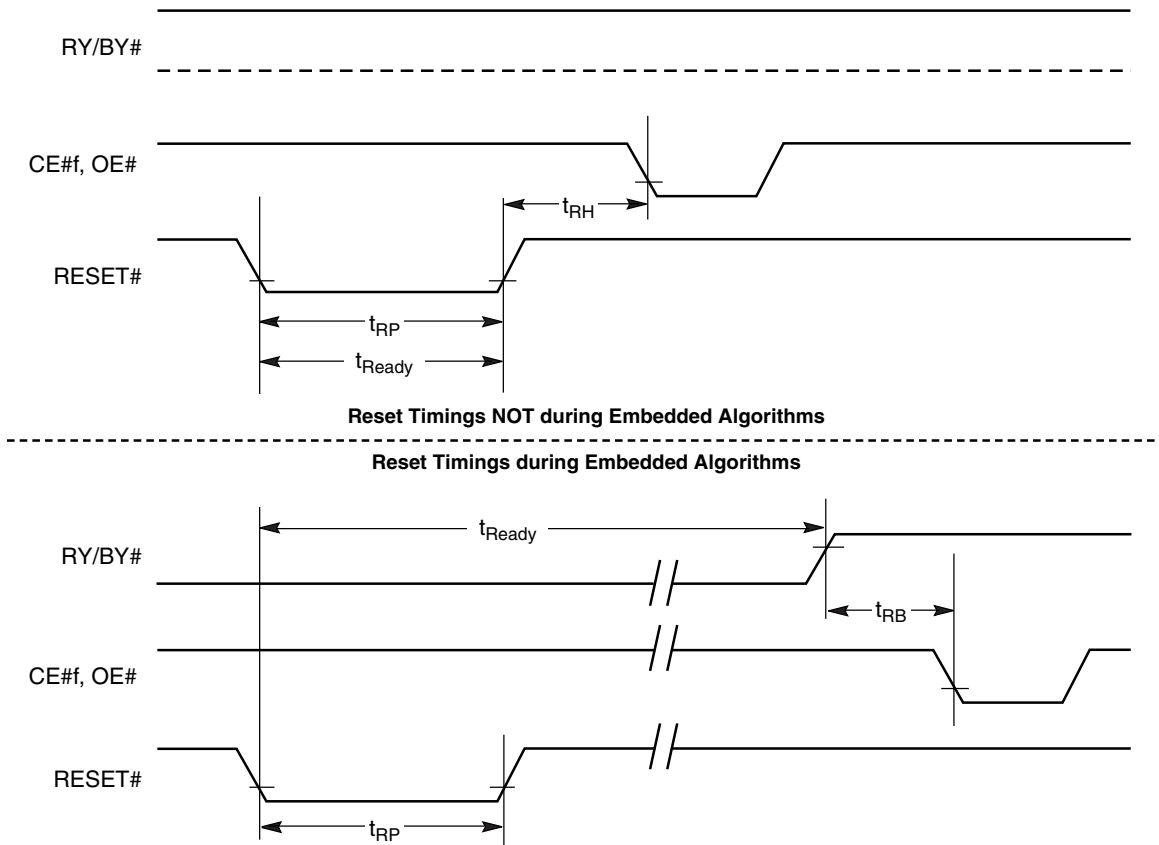 RY/BY#
CE#f, OE#
tRH
RESET#
tRP
tReady
Reset Timings NOT during Embedded Algorithms
Reset Timings during Embedded Algorithms
tReady
RY/BY#
tRB
CE#f, OE#
RESET#
tRP